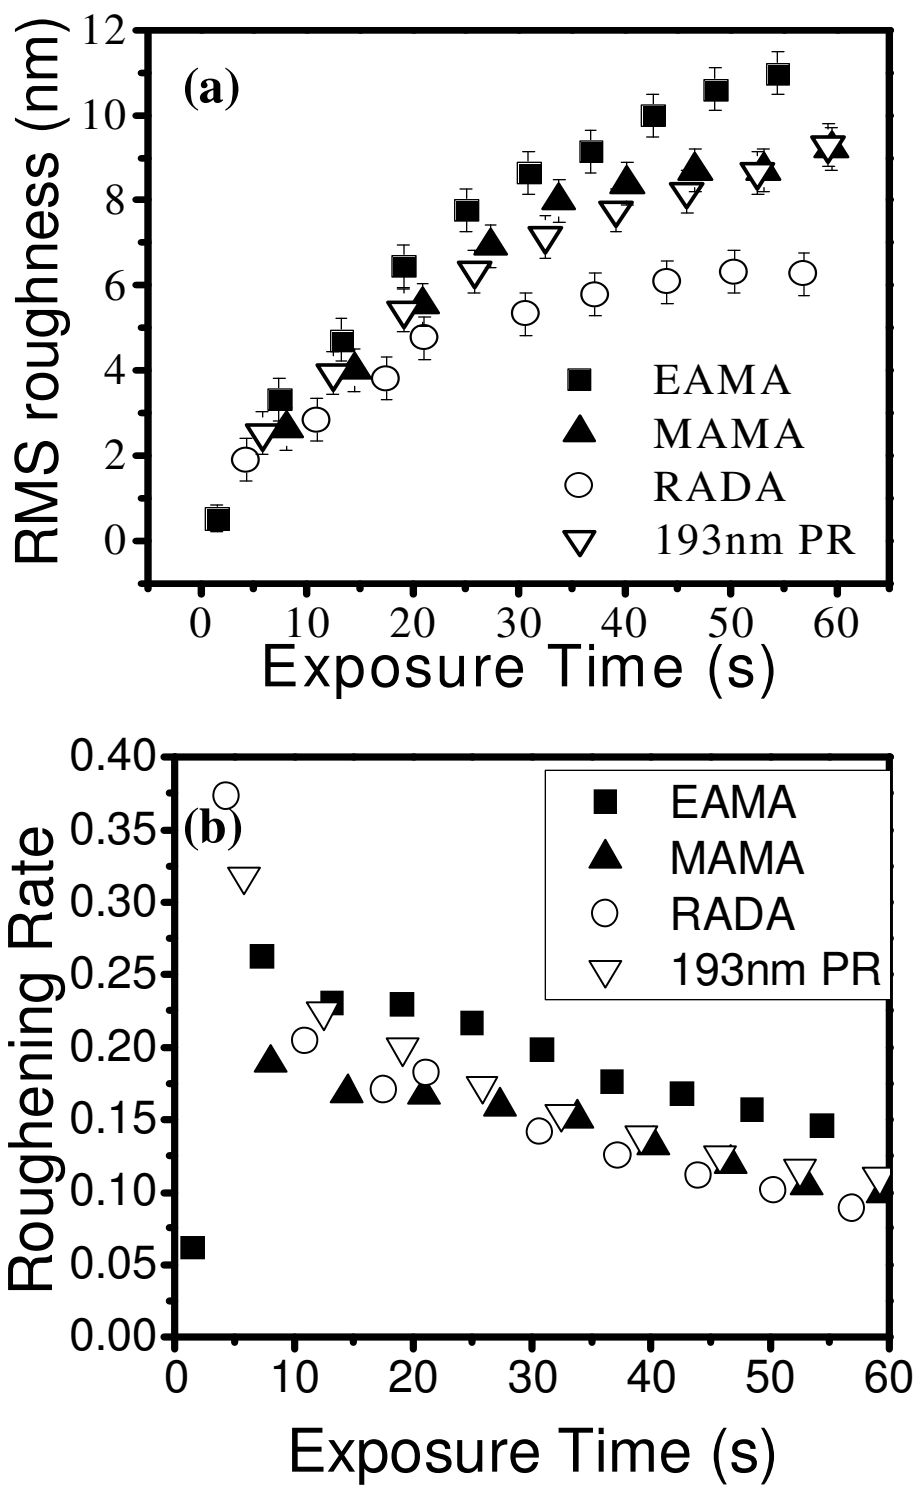 RMS roughness (nm)
12
10
8
6
4
2
0
(a)
EAMA
MAMA
RADA
193nm PR
0 10 20 30 40 50 60
Exposure Time (s)
Roughening Rate
0.40
0.35
0.30
0.25
0.20
0.15
0.10
0.05
0.00
(b)
EAMA
MAMA
RADA
193nm PR
0 10 20 30 40 50 60
Exposure Time (s)